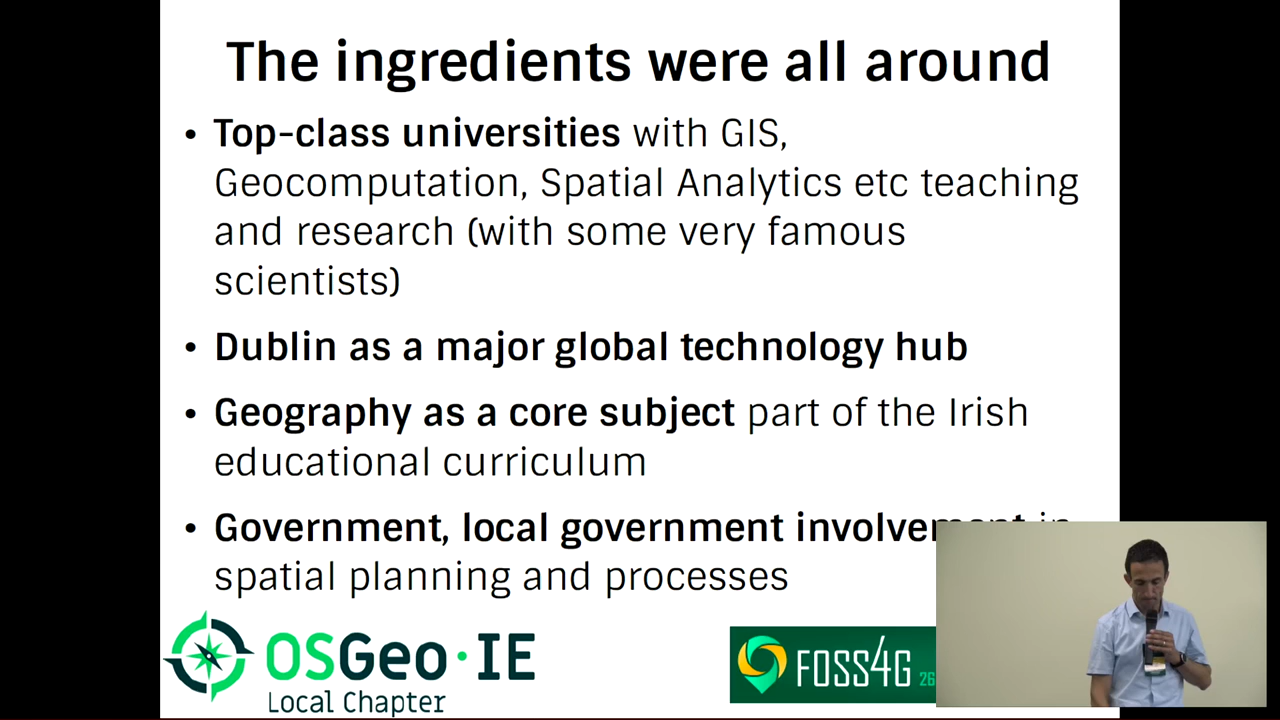 The ingredients were all around
• Top-class universities with GIS,
Geocomputation, Spatial Analytics etc teaching
and research (with some very famous
scientists)
• Dublin as a major global technology hub
• Geography as a core subject part of the Irish
educational curriculum
• Government, local government involvement in
spatial planning and processes
OSGeo·IE
Local Chapter
FOSS4G
26